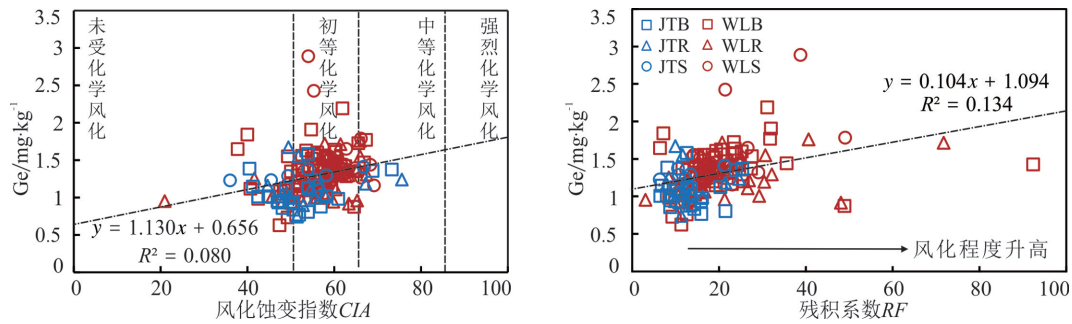 3.5
3
2.5
2
1.5
1
0.5
0
Ge/mg·kg⁻¹
未受化学风化
初等化学风化
中等化学风化
强烈化学风化
y = 1.130x + 0.656
R² = 0.080
0 20 40 60 80 100
风化蚀变指数CIA
3.5
3
2.5
2
1.5
1
0.5
0
Ge/mg·kg⁻¹
JTB WLB
JTR WLR
JTS WLS
y = 0.104x + 1.094
R² = 0.134
风化程度升高
0 20 40 60 80 100
残积系数RF